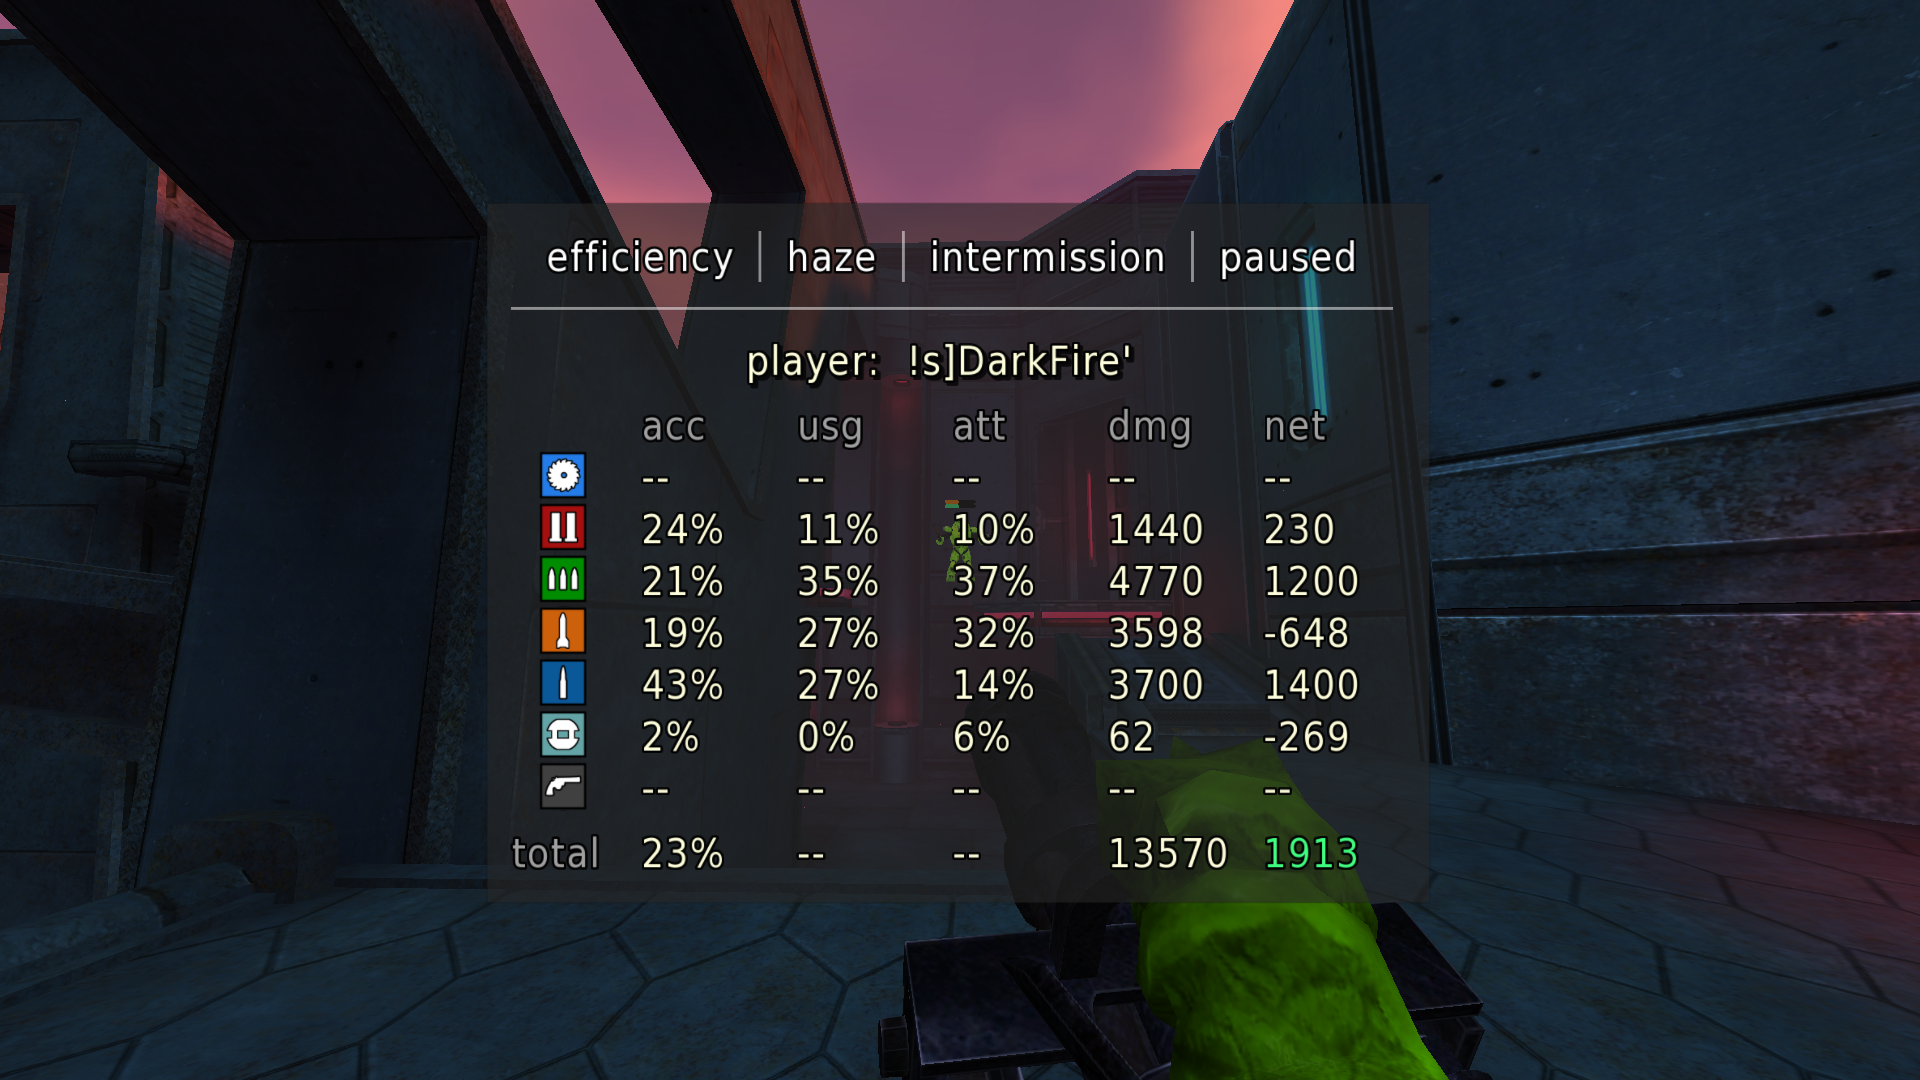 efficiency | haze | intermission | paused
player: !s]DarkFire'
acc usg att dmg net
-- -- -- -- --
24% 11% 10% 1440 230
21% 35% 37% 4770 1200
19% 27% 32% 3598 -648
43% 27% 14% 3700 1400
2% 0% 6% 62 -269
-- -- -- -- --
total 23% -- -- 13570 1913